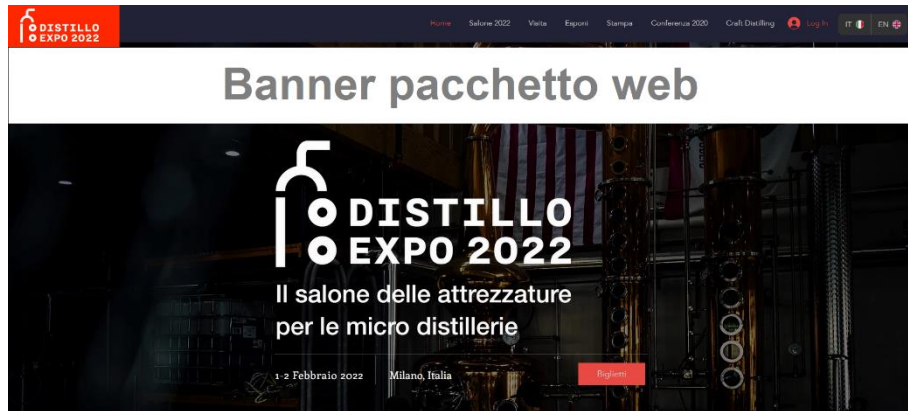 DISTILLO
EXPO 2022
Home Salone 2022 Visita Esponi Stampa Conferenza 2020 Craft Distilling Log In IT EN
Banner pacchetto web
DISTILLO
EXPO 2022
Il salone delle attrezzature
per le micro distillerie
1-2 Febbraio 2022 Milano, Italia Biglietti